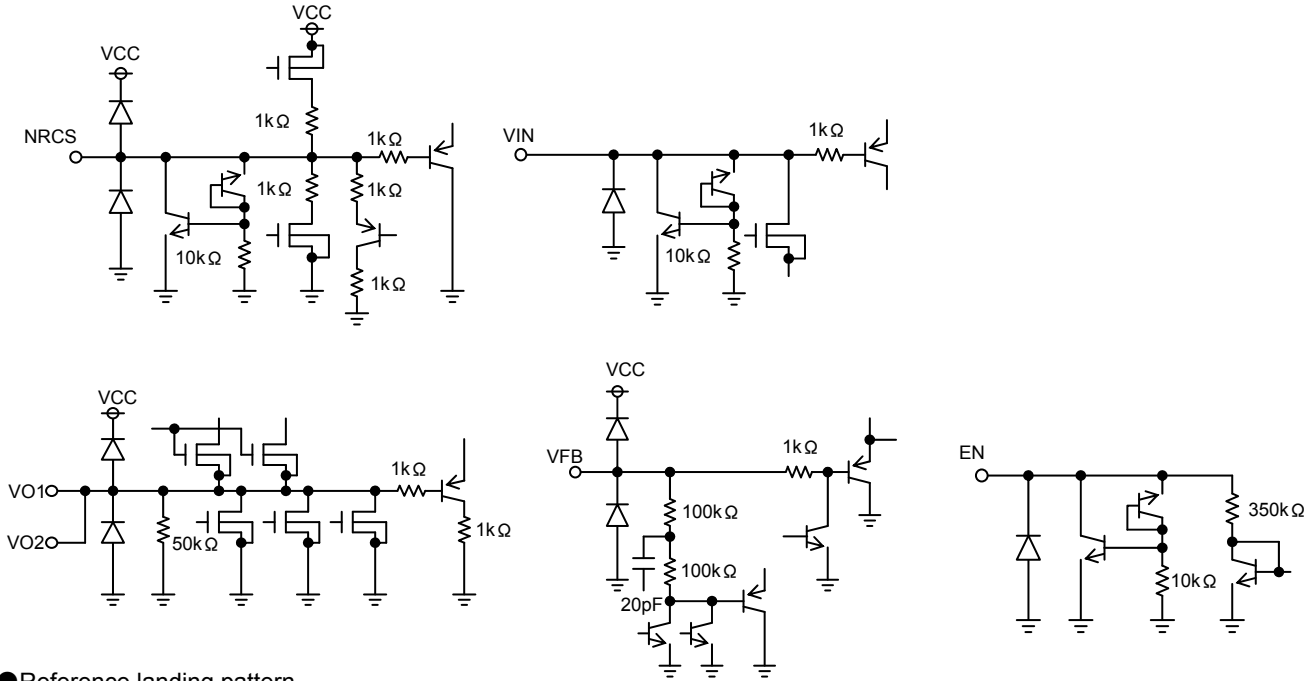 VCC
VCC
1kΩ
NRCS
1kΩ
1kΩ
1kΩ
10kΩ
1kΩ
VIN
1kΩ
10kΩ
VCC
VO1
VO2
50kΩ
1kΩ
1kΩ
VCC
VFB
1kΩ
100kΩ
100kΩ
20pF
EN
350kΩ
10kΩ
●Reference landing pattern